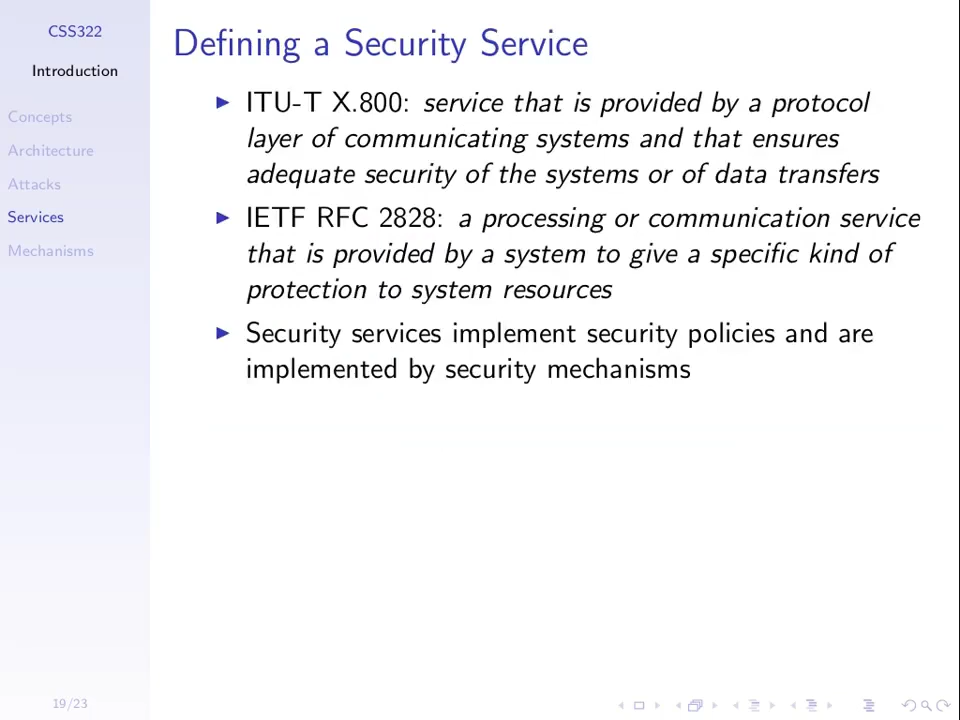 CSS322
Introduction
Concepts
Architecture
Attacks
Services
Mechanisms
19/23
Defining a Security Service
ITU-T X.800: service that is provided by a protocol
layer of communicating systems and that ensures
adequate security of the systems or of data transfers
IETF RFC 2828: a processing or communication service
that is provided by a system to give a specific kind of
protection to system resources
Security services implement security policies and are
implemented by security mechanisms